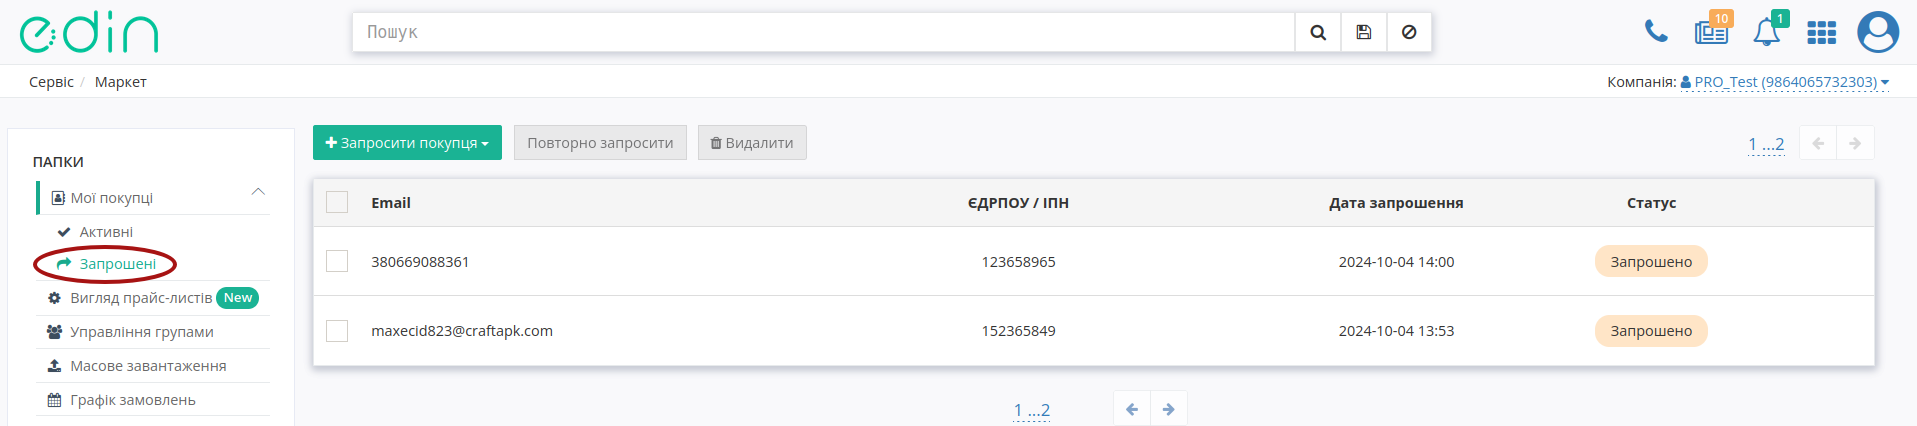 edin
Пошук
10
1
Сервіс / Маркет
Компанія: PRO_Test (9864065732303)
ПАПКИ
Мої покупці
Активні
Запрошені
Вигляд прайс-листів New
Управління групами
Масове завантаження
Графік замовлень
Запросити покупця
Повторно запросити
Видалити
1 ...2
Email ЄДРПОУ / ІПН Дата запрошення Статус
380669088361 123658965 2024-10-04 14:00 Запрошено
maxecid823@craftapk.com 152365849 2024-10-04 13:53 Запрошено
1 ...2